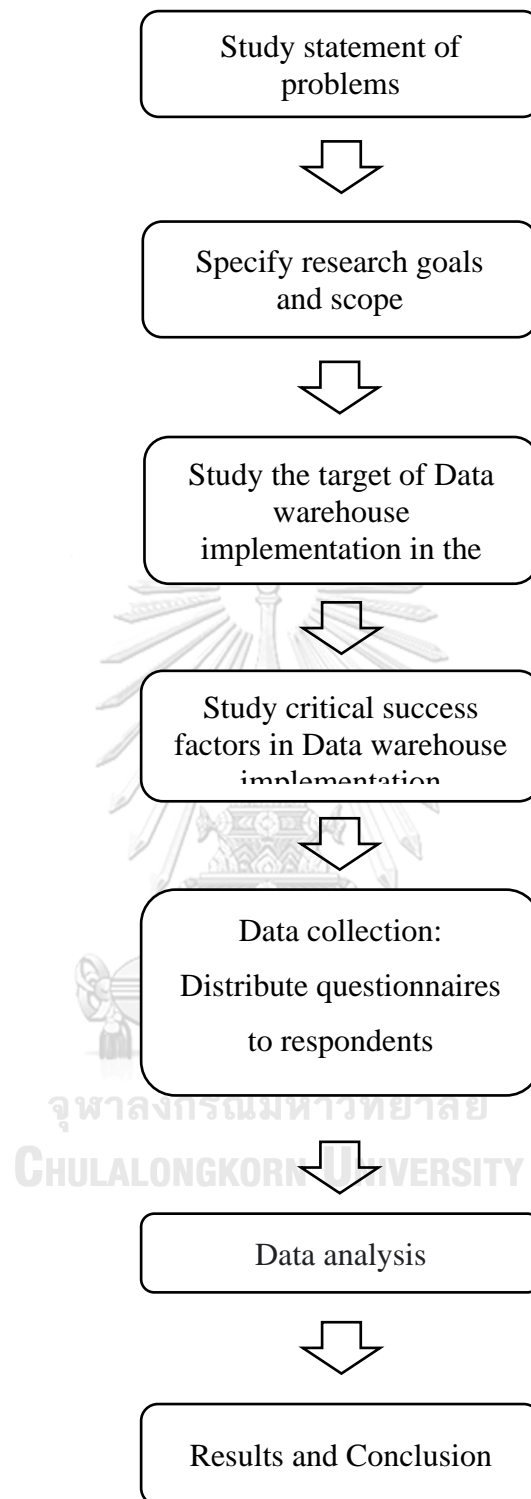 Study statement of
problems
Specify research goals
and scope
Study the target of Data
warehouse
implementation in the
Study critical success
factors in Data warehouse
implementation
Data collection:
Distribute questionnaires
to respondents
จุฬาลงกรณ์มหาวิทยาลัย
CHULALONGKORN UNIVERSITY
Data analysis
Results and Conclusion